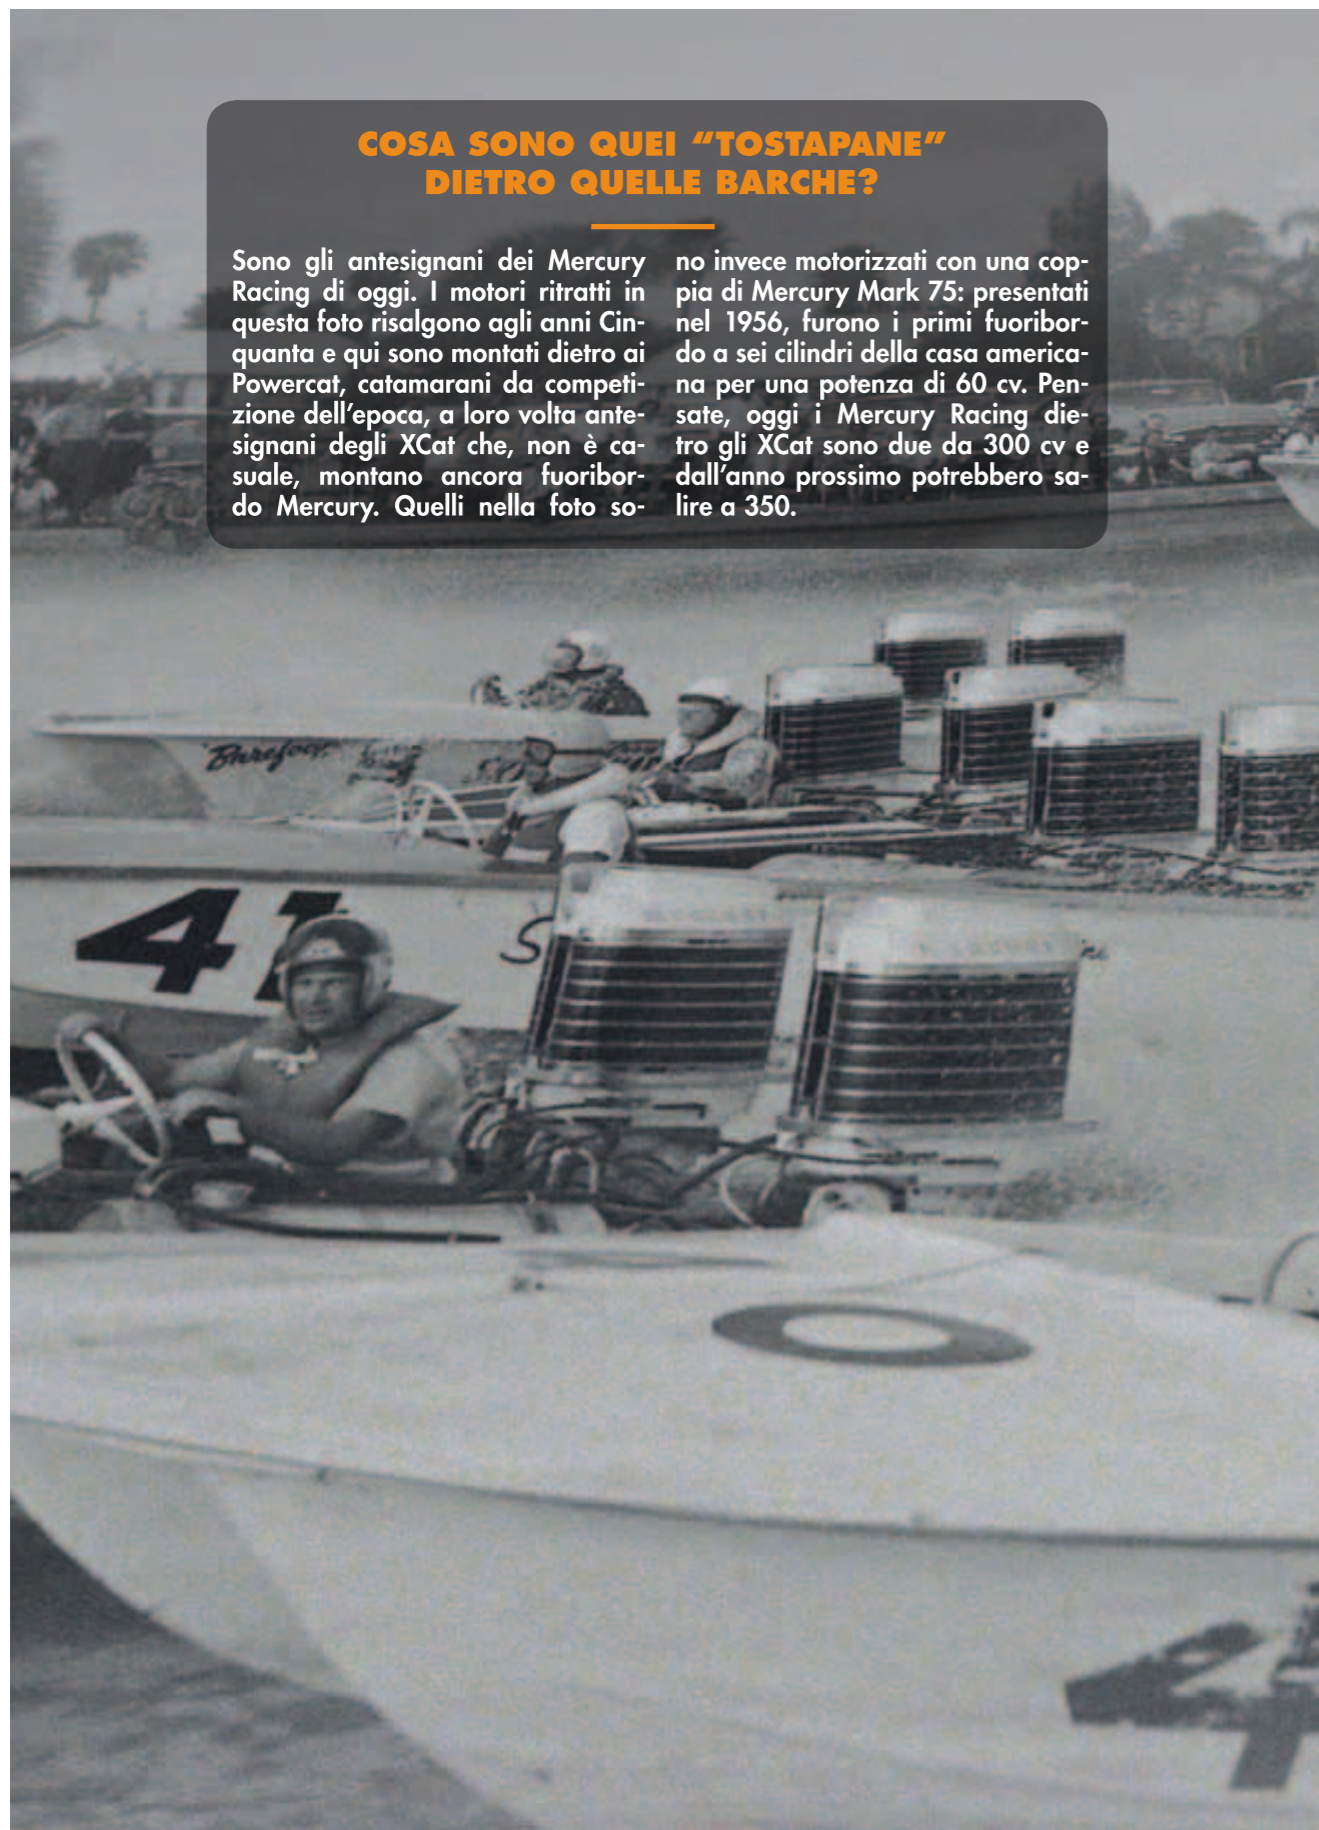 COSA SONO QUEI “TOSTAPANE”
DIETRO QUELLE BARCHE?
Sono gli antesignani dei Mercury
Racing di oggi. I motori ritratti in
questa foto risalgono agli anni Cin-
quanta e qui sono montati dietro ai
Powercat, catamarani da competi-
zione dell’epoca, a loro volta ante-
signani degli XCat che, non è ca-
suale, montano ancora fuoribor-
do Mercury. Quelli nella foto so-
no invece motorizzati con una cop-
pia di Mercury Mark 75: presentati
nel 1956, furono i primi fuoribor-
do a sei cilindri della casa america-
na per una potenza di 60 cv. Pen-
sate, oggi i Mercury Racing die-
tro gli XCat sono due da 300 cv e
dall’anno prossimo potrebbero sa-
lire a 350.
41
4